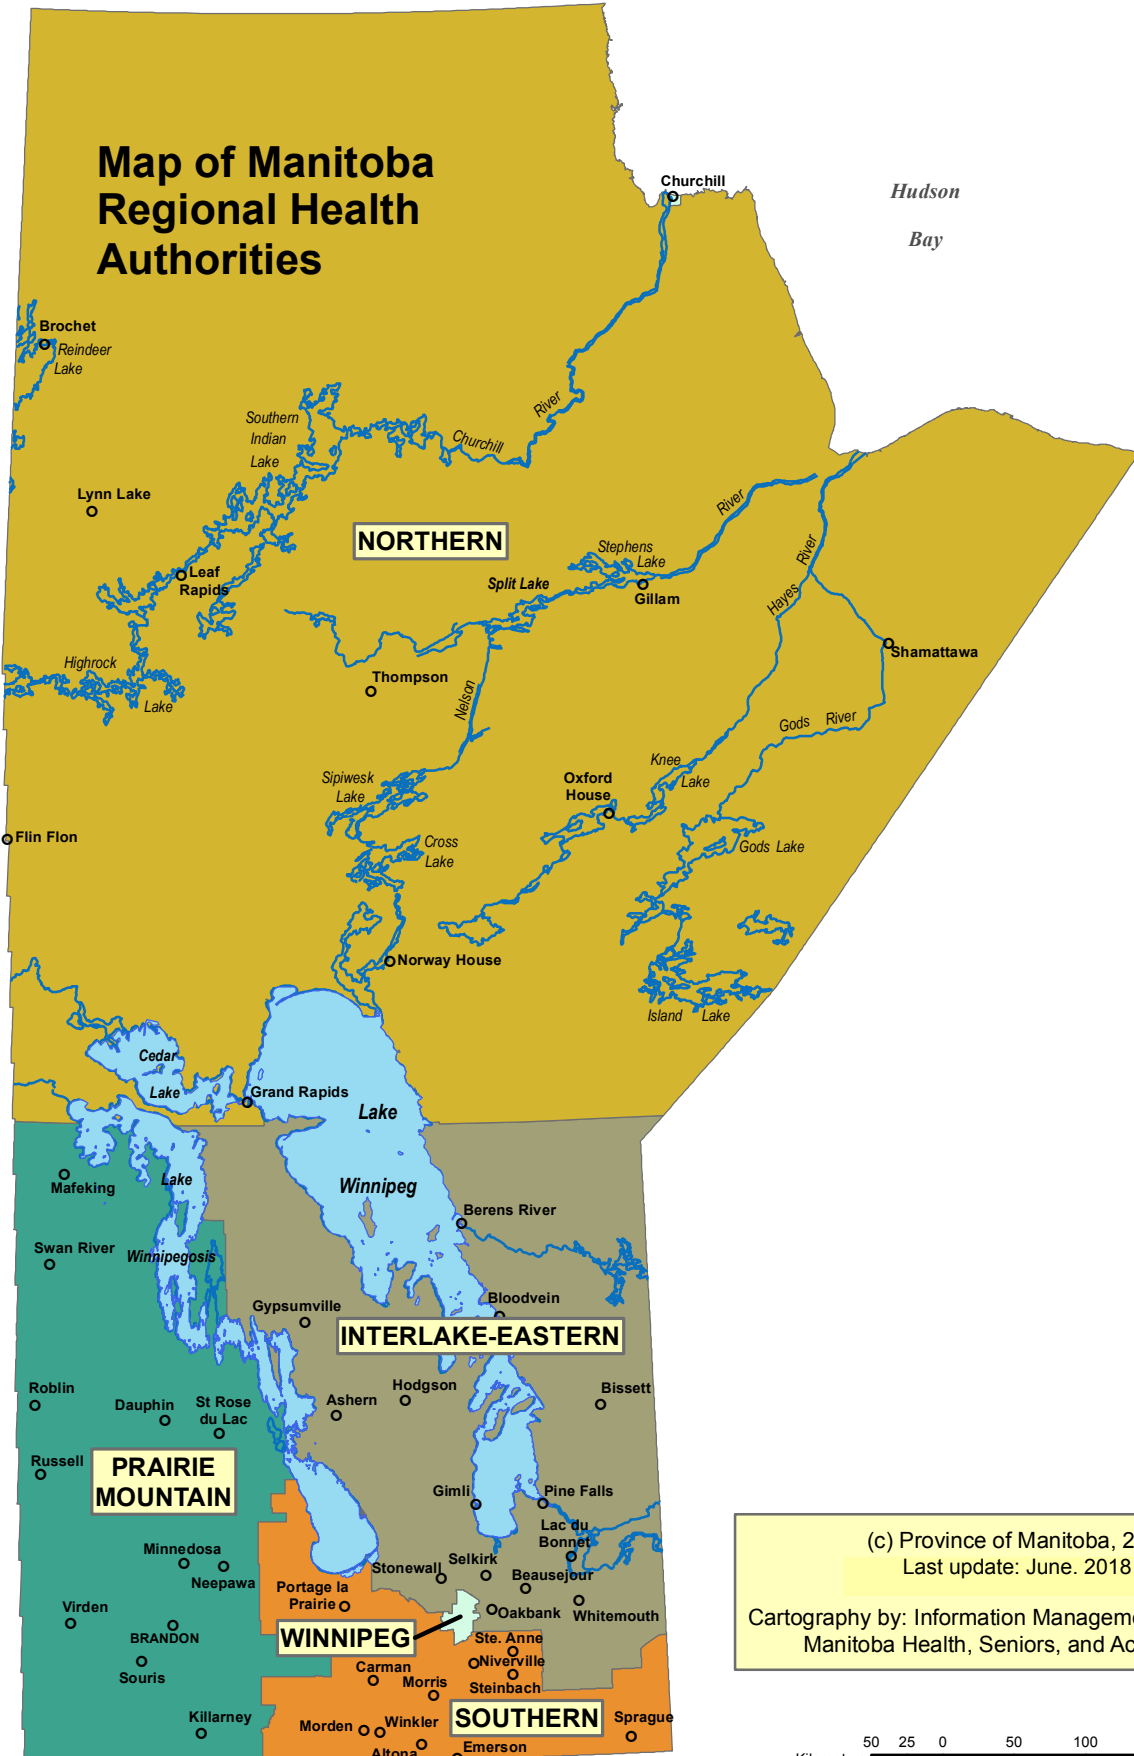 Map of Manitoba
Regional Health
Authorities
Churchill
Hudson
Bay
Brochet
Reindeer
Lake
Southern
Indian
Lake
River
Churchill
Lynn Lake
River
NORTHERN
Stephens
Lake
River
Split Lake
Leaf
Rapids
Gillam
Hayes
Shamattawa
Highrock
Lake
Thompson
Nelson
Gods River
Knee
Lake
Sipiwesk
Lake
Oxford
House
Flin Flon
Cross
Lake
Gods Lake
Norway House
Island Lake
Cedar
Lake
Grand Rapids
Lake
Winnipeg
Mafeking
Lake
Winnipegosis
Berens River
Swan River
Bloodvein
Gypsumville
INTERLAKE-EASTERN
Roblin
Dauphin
St Rose
du Lac
Ashern
Hodgson
Bissett
Russell
PRAIRIE
MOUNTAIN
Gimli
Pine Falls
Lac du
Bonnet
(c) Province of Manitoba, 2
Last update: June. 2018
Minnedosa
Neepawa
Stonewall
Selkirk
Beausejour
Portage la
Prairie
Virden
BRANDON
Oakbank
Whitemouth
Cartography by: Information Manageme
Manitoba Health, Seniors, and Ac
WINNIPEG
Ste. Anne
Niverville
Steinbach
Souris
Carman
Morris
Killarney
Morden
Winkler
SOUTHERN
Sprague
Altona
Emerson
50 25 0 50 100